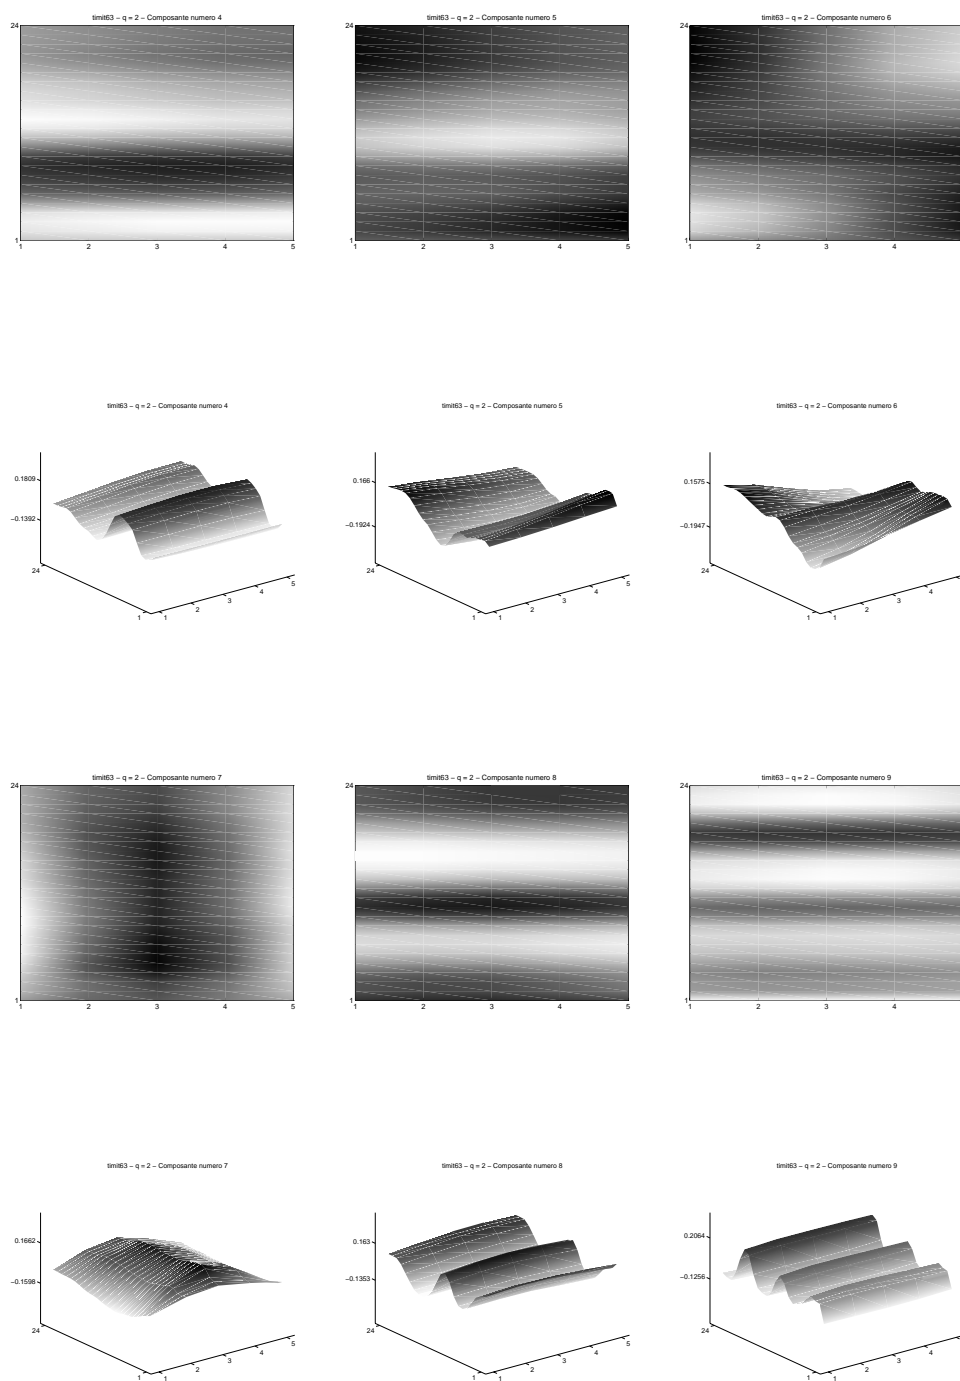 timit63 − q = 2 − Composante numero 4
timit63 − q = 2 − Composante numero 5
timit63 − q = 2 − Composante numero 6
24
1
1 2 3 4 5
24
1
1 2 3 4 5
24
1
1 2 3 4
timit63 − q = 2 − Composante numero 4
timit63 − q = 2 − Composante numero 5
timit63 − q = 2 − Composante numero 6
0.1809
−0.1392
24
1
1 2 3 4 5
0.166
−0.1924
24
1
1 2 3 4 5
0.1575
−0.1947
24
1
1 2 3 4
timit63 − q = 2 − Composante numero 7
timit63 − q = 2 − Composante numero 8
timit63 − q = 2 − Composante numero 9
24
1
1 2 3 4 5
24
1
1 2 3 4 5
24
1
1 2 3 4
timit63 − q = 2 − Composante numero 7
timit63 − q = 2 − Composante numero 8
timit63 − q = 2 − Composante numero 9
0.1662
−0.1598
24
1
1 2 3 4 5
0.163
−0.1353
24
1
1 2 3 4 5
0.2064
−0.1256
24
1
1 2 3 4